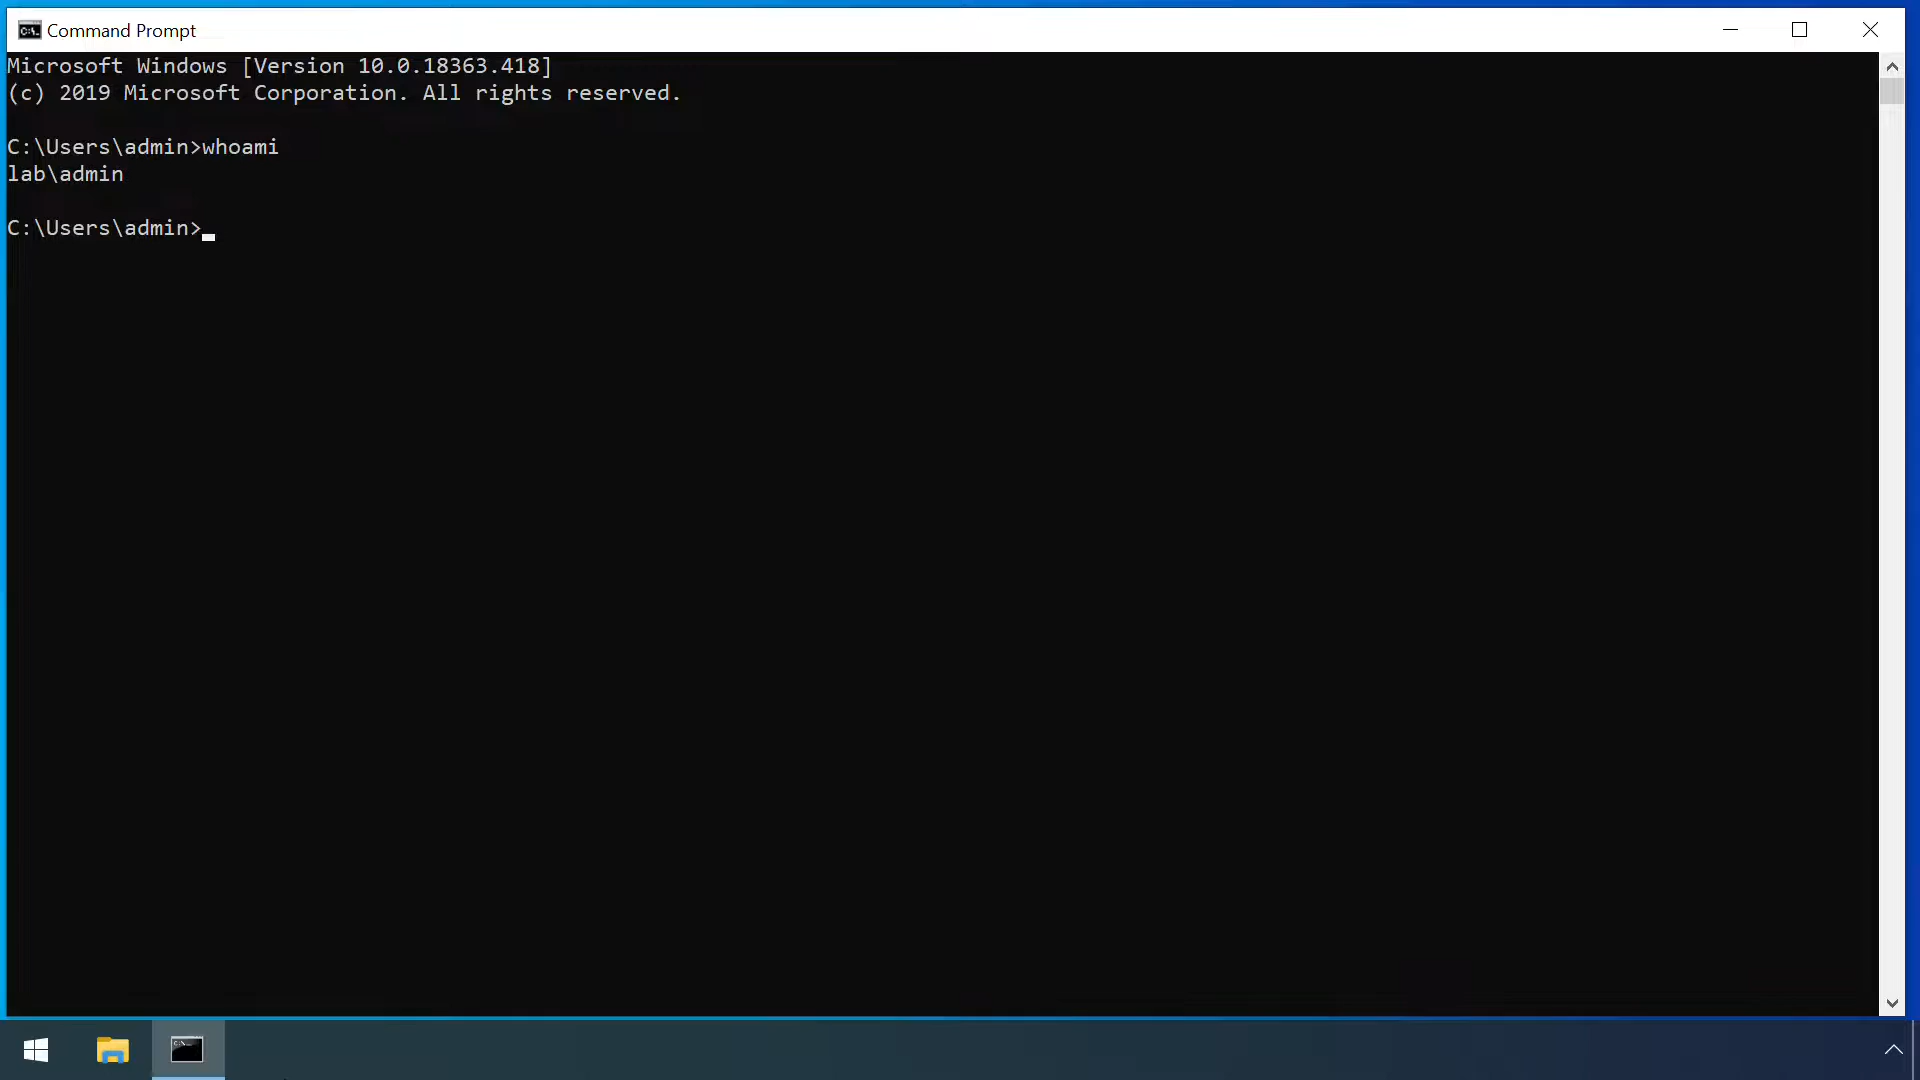 Command Prompt
Microsoft Windows [Version 10.0.18363.418]
(c) 2019 Microsoft Corporation. All rights reserved.
C:\Users\admin>whoami
lab\admin
C:\Users\admin>